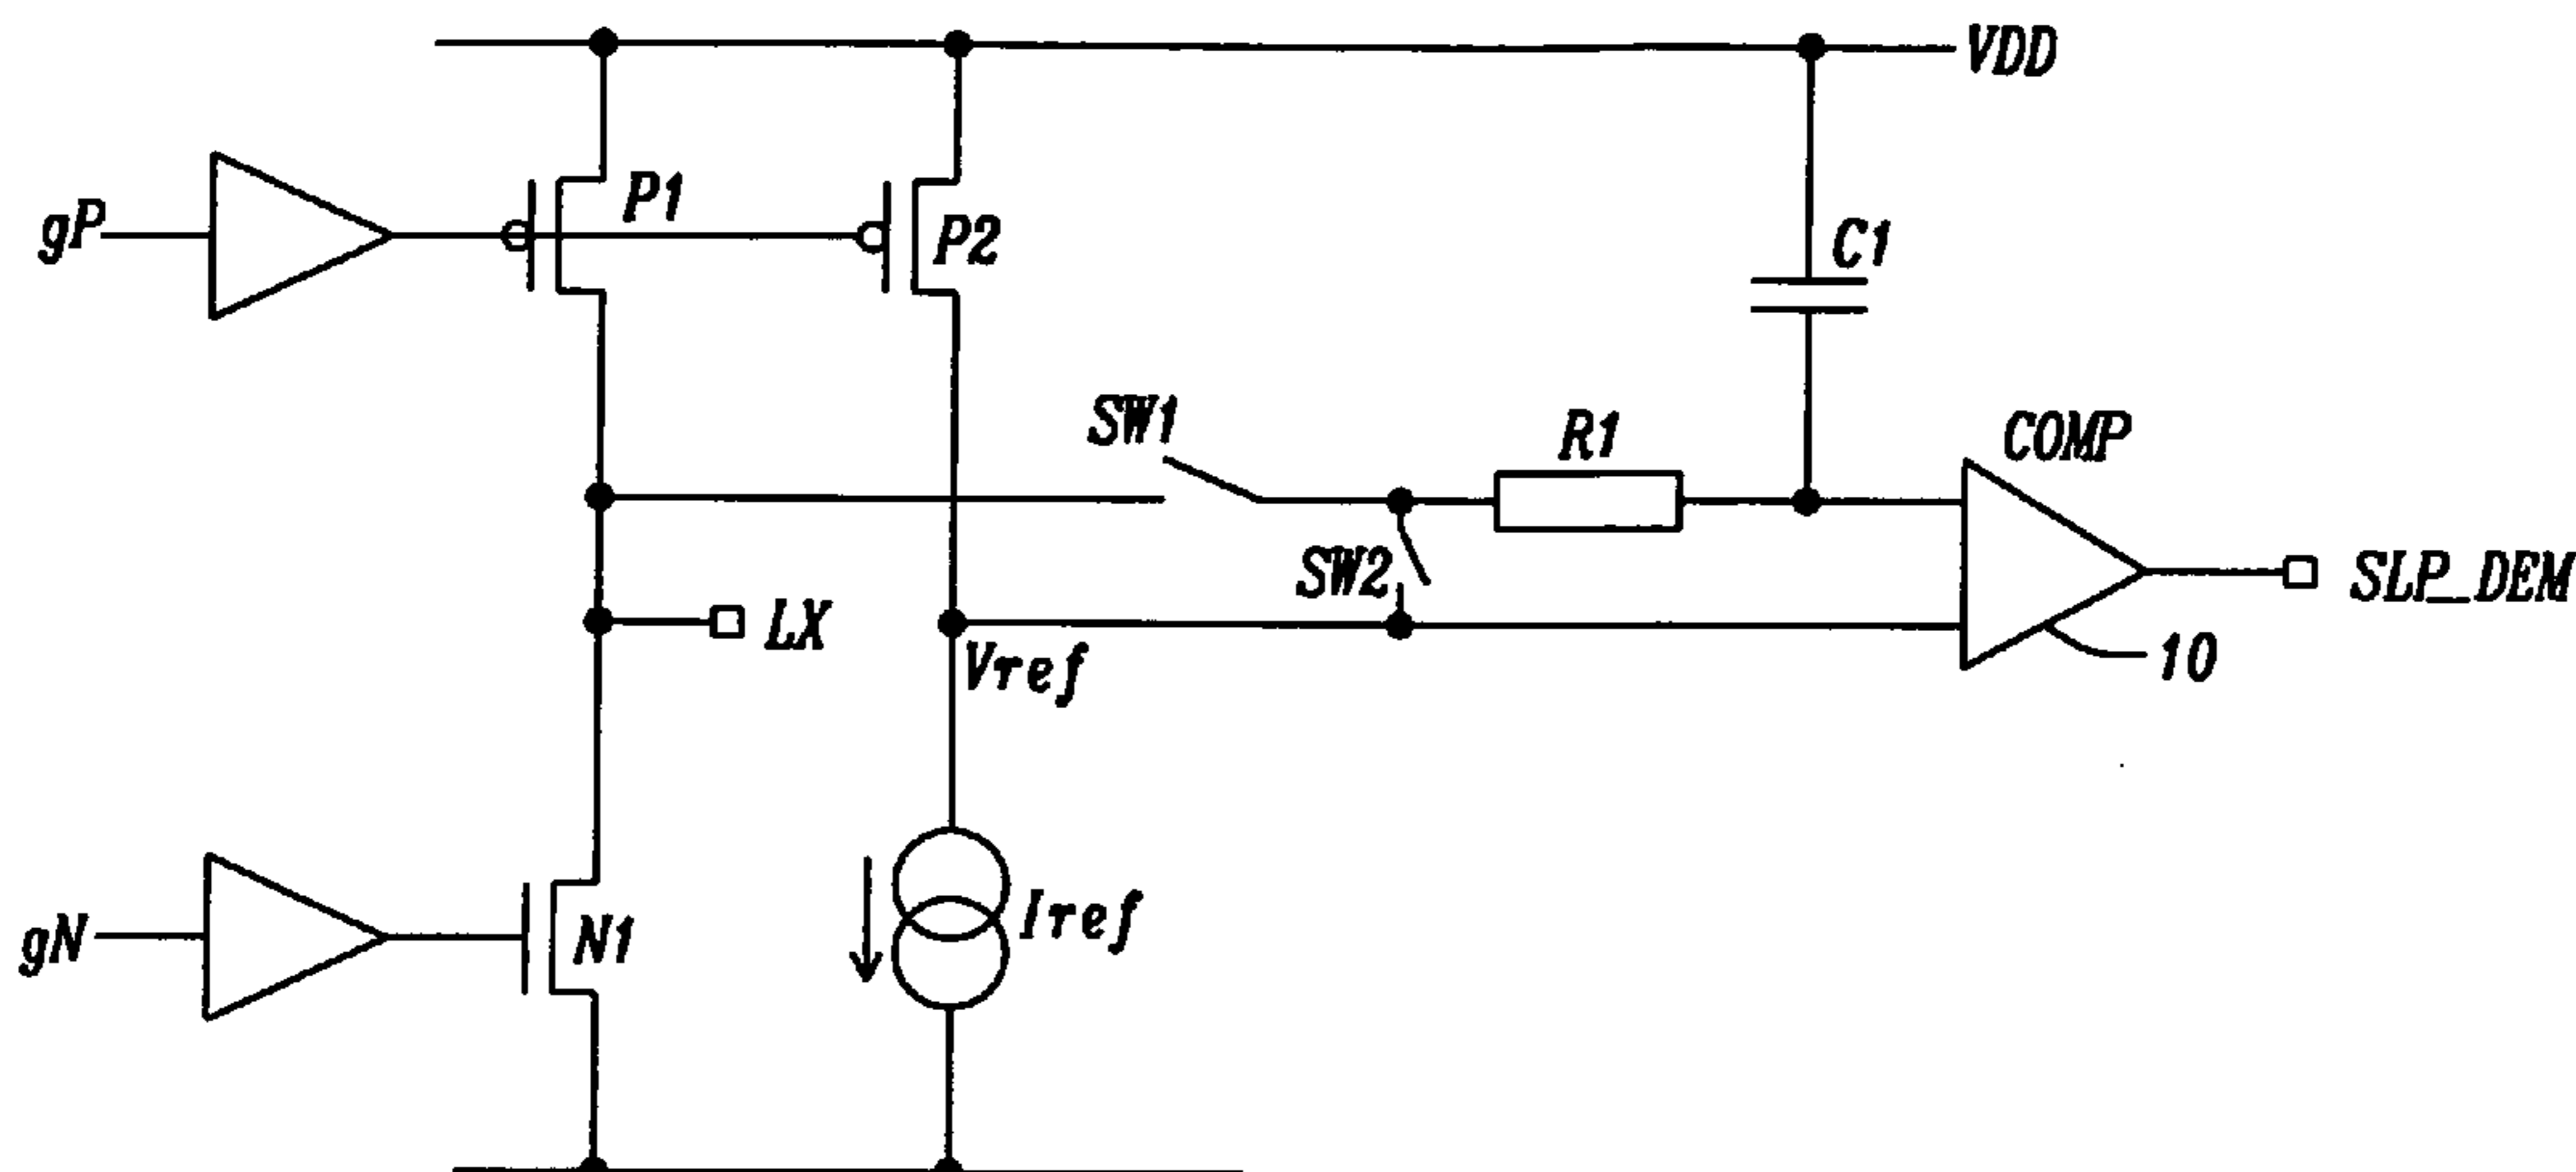 VDD
gP
P1
P2
C1
SW1
R1
COMP
SW2
SLP_DEM
LX
Vref
10
Iref
gN
N1